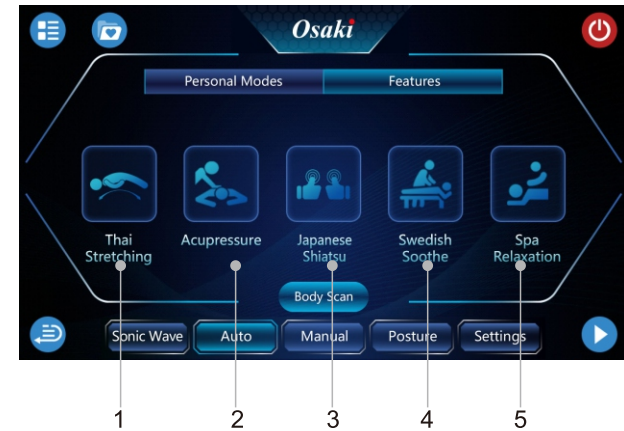 Osaki
Personal Modes
Features
Thai
Stretching
Acupressure
Japanese
Shiatsu
Swedish
Soothe
Spa
Relaxation
Body Scan
Sonic Wave
Auto
Manual
Posture
Settings
1
2
3
4
5